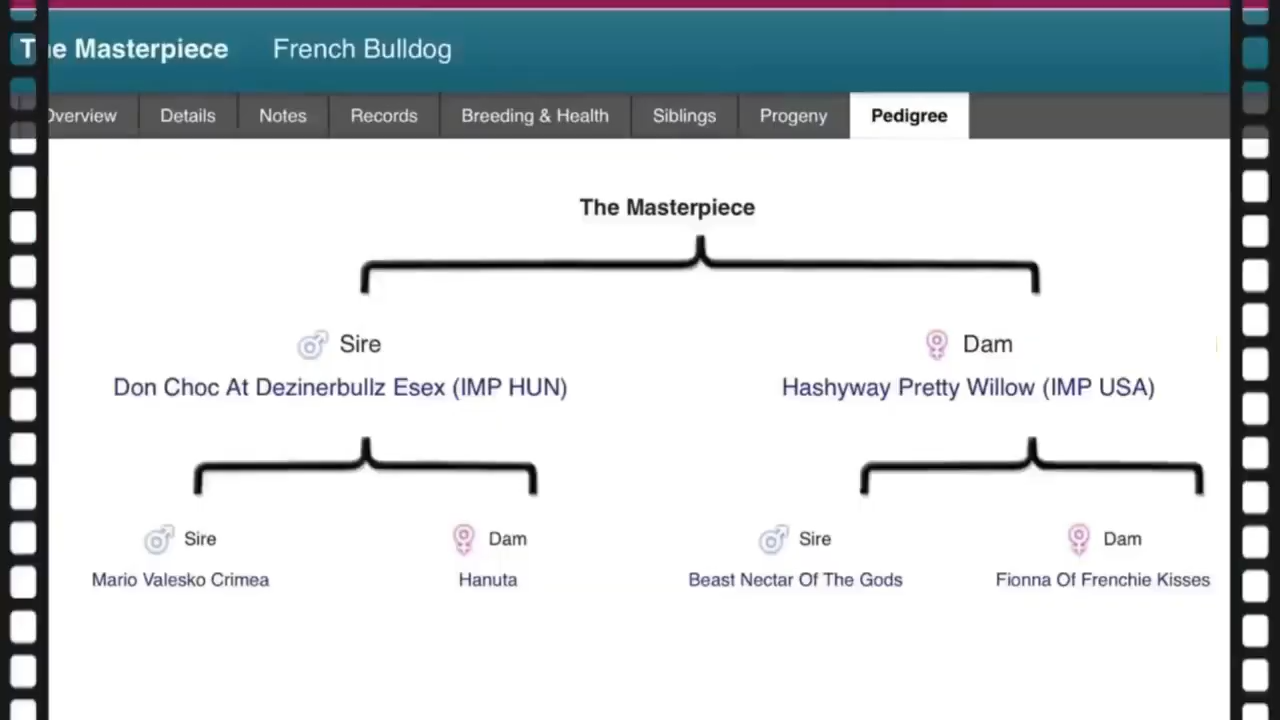 The Masterpiece French Bulldog
Overview Details Notes Records Breeding & Health Siblings Progeny Pedigree
The Masterpiece
Sire Dam
Don Choc At Dezinerbullz Esex (IMP HUN) Hashyway Pretty Willow (IMP USA)
Sire Dam Sire Dam
Mario Valesko Crimea Hanuta Beast Nectar Of The Gods Fionna Of Frenchie Kisses